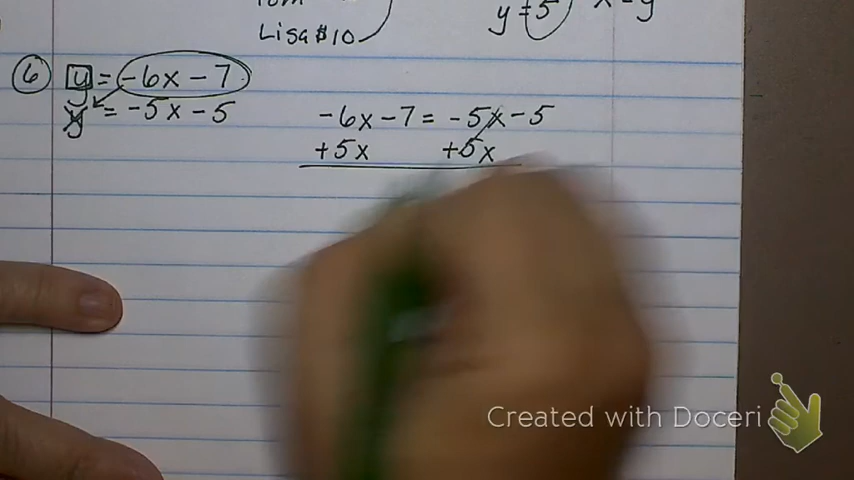 Lisa $10
y = 5
x = y
6 y = -6x - 7
y = -5x - 5
-6x - 7 = -5x - 5
+5x +5x
Created with Doceri